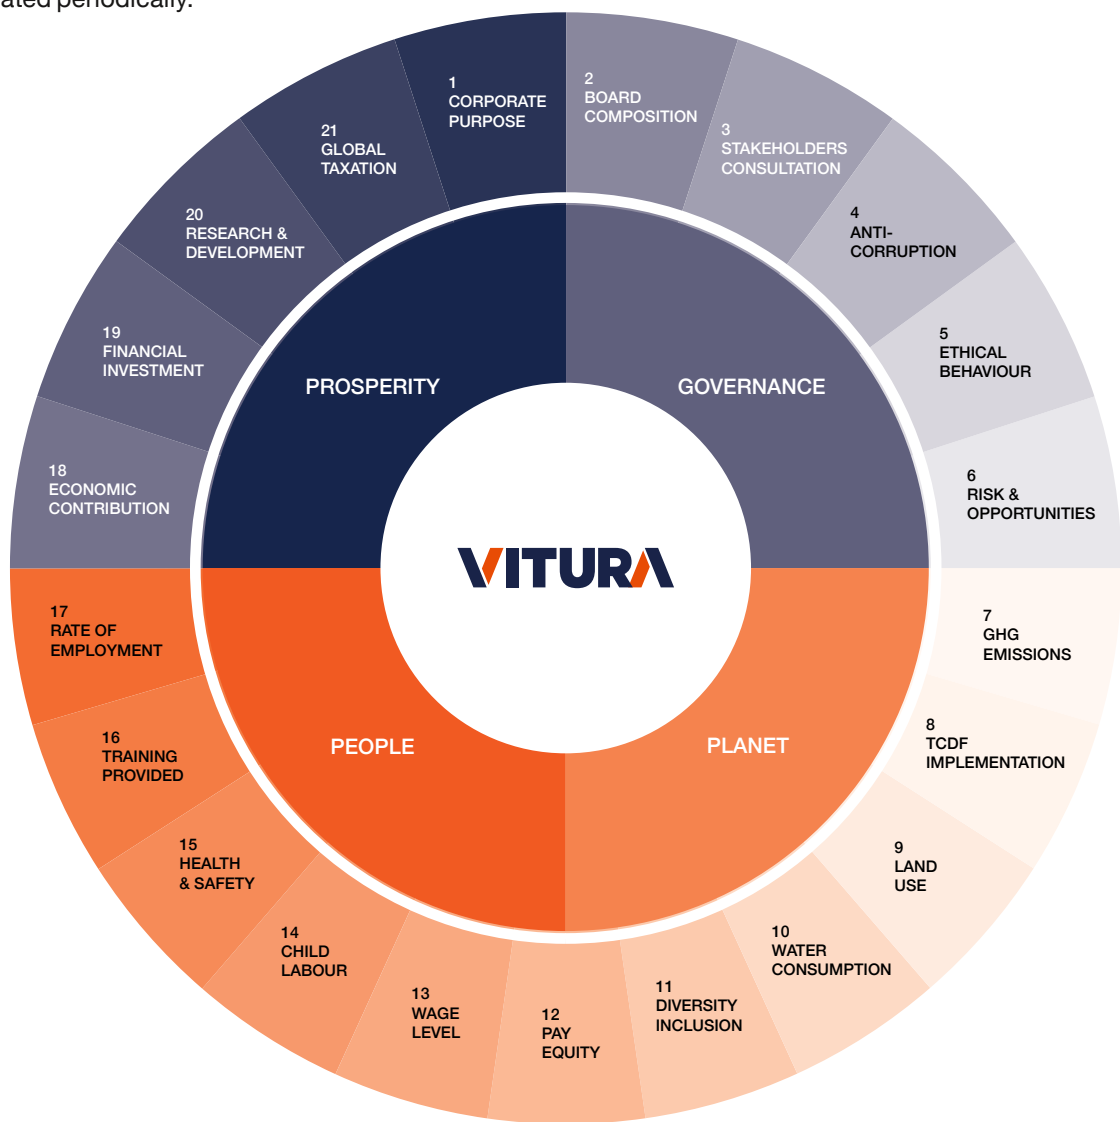 ated periodically.
1
CORPORATE
PURPOSE
2
BOARD
COMPOSITION
3
STAKEHOLDERS
CONSULTATION
4
ANTI-
CORRUPTION
5
ETHICAL
BEHAVIOUR
6
RISK &
OPPORTUNITIES
7
GHG
EMISSIONS
8
TCDF
IMPLEMENTATION
9
LAND
USE
10
WATER
CONSUMPTION
11
DIVERSITY
INCLUSION
12
PAY
EQUITY
13
WAGE
LEVEL
14
CHILD
LABOUR
15
HEALTH
& SAFETY
16
TRAINING
PROVIDED
17
RATE OF
EMPLOYMENT
18
ECONOMIC
CONTRIBUTION
19
FINANCIAL
INVESTMENT
20
RESEARCH &
DEVELOPMENT
21
GLOBAL
TAXATION
PROSPERITY
GOVERNANCE
VITURA
PEOPLE
PLANET